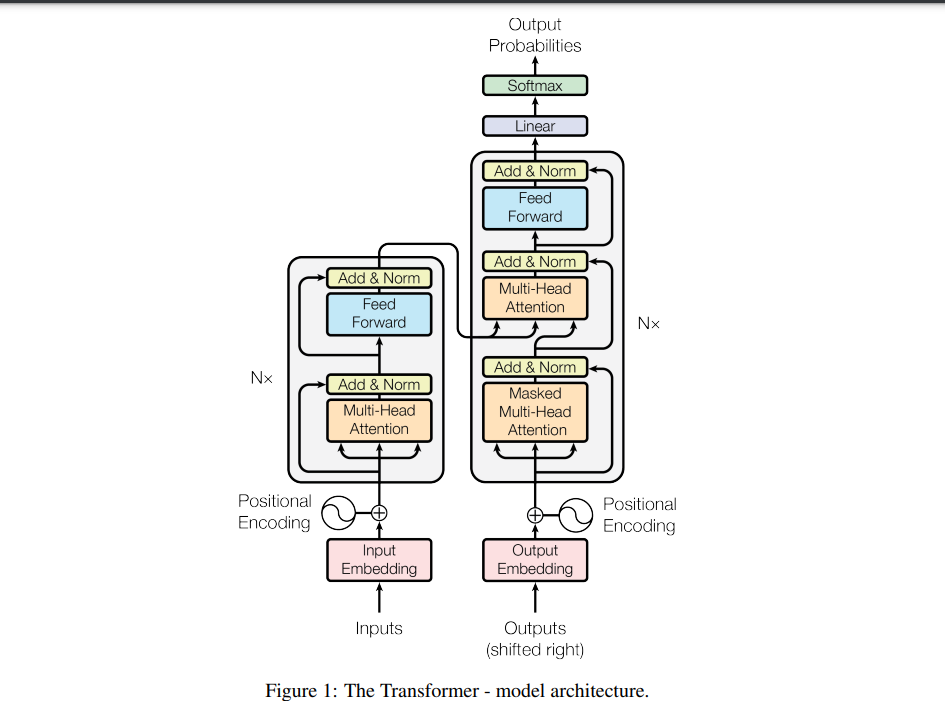 Output
Probabilities
Softmax
Linear
Add & Norm
Feed
Forward
Add & Norm
Multi-Head
Attention
Add & Norm
Masked
Multi-Head
Attention
Nx
Positional
Encoding
Output
Embedding
Outputs
(shifted right)
Add & Norm
Feed
Forward
Add & Norm
Multi-Head
Attention
Nx
Positional
Encoding
Input
Embedding
Inputs
Figure 1: The Transformer - model architecture.